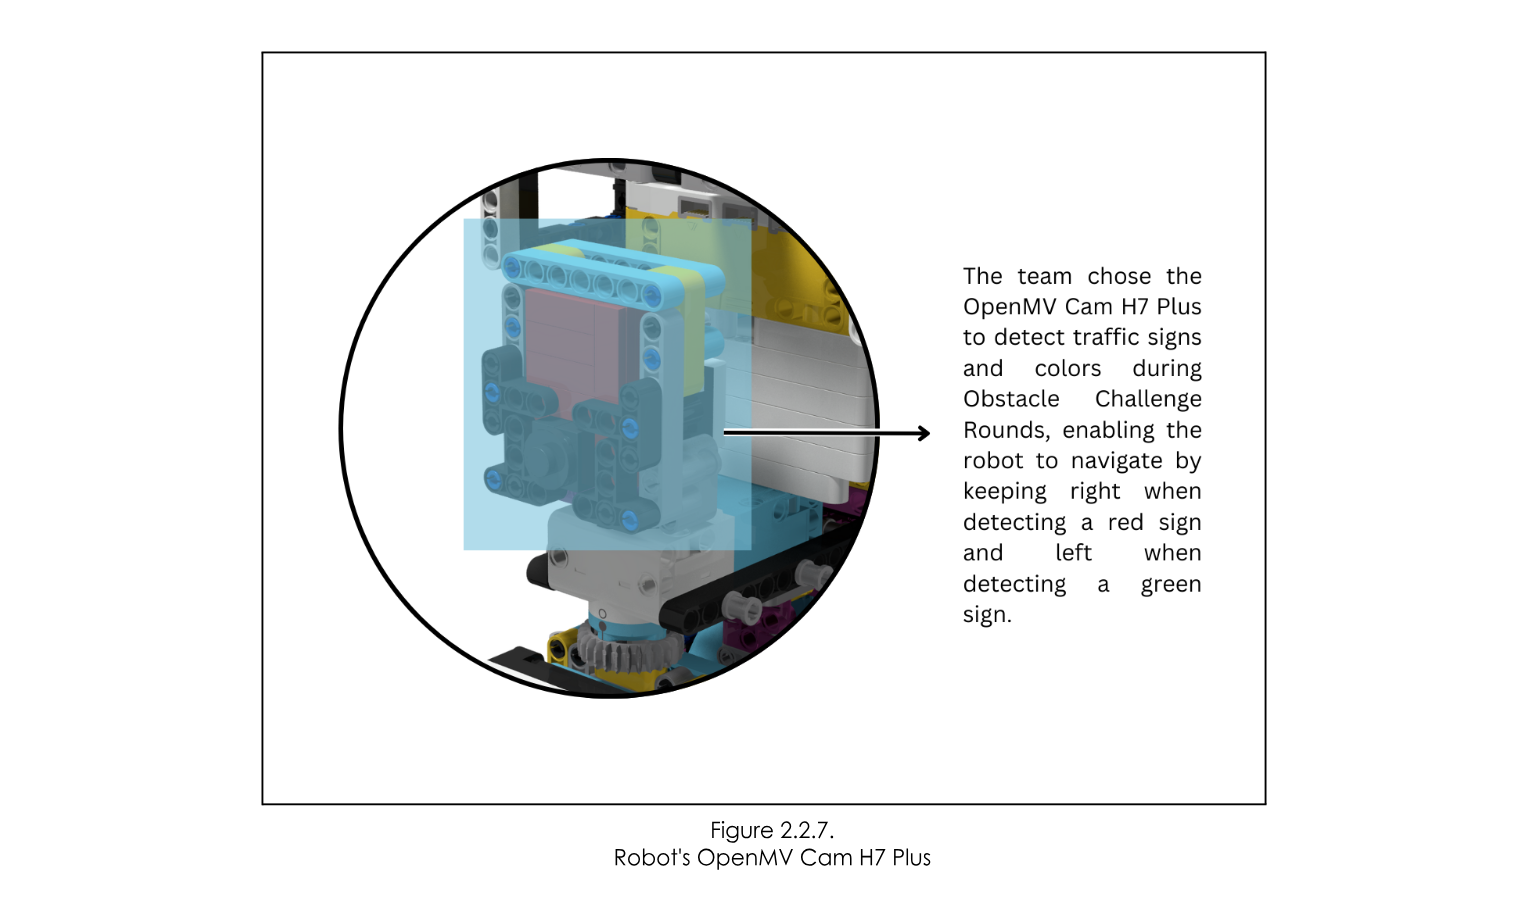 The team chose the
OpenMV Cam H7 Plus
to detect traffic signs
and colors during
Obstacle Challenge
Rounds, enabling the
robot to navigate by
keeping right when
detecting a red sign
and left when
detecting a green
sign.
Figure 2.2.7.
Robot's OpenMV Cam H7 Plus